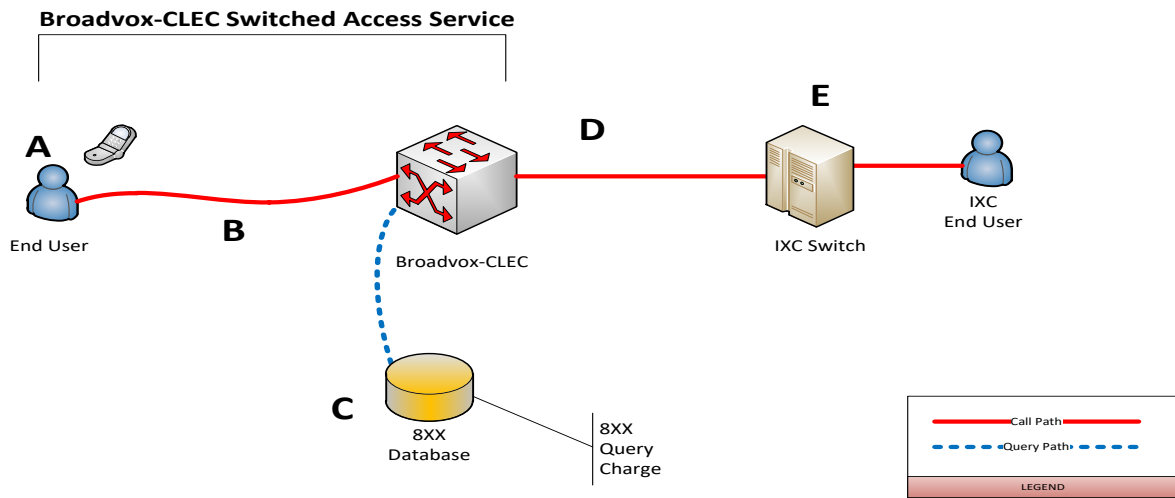 Broadvox-CLEC Switched Access Service
A
End User
B
Broadvox-CLEC
D
E
IXC Switch
IXC
End User
C
8XX
Database
8XX
Query
Charge
Call Path
Query Path
LEGEND